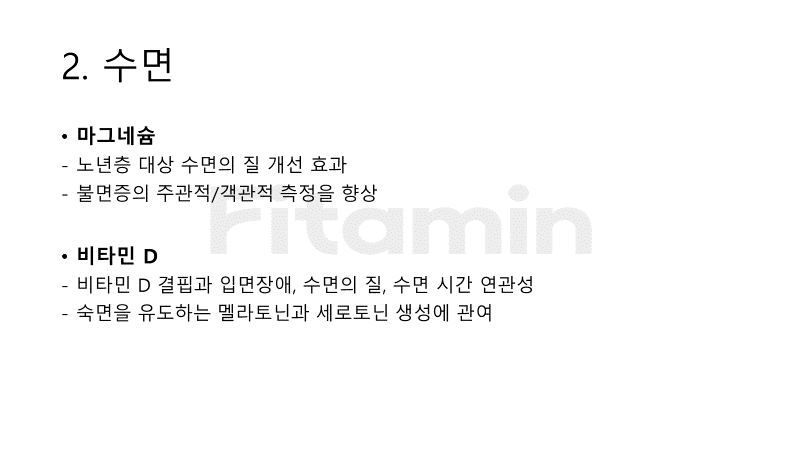 2. 수면
• 마그네슘
- 노년층 대상 수면의 질 개선 효과
- 불면증의 주관적/객관적 측정을 향상
Fitamin
• 비타민 D
- 비타민 D 결핍과 입면장애, 수면의 질, 수면 시간 연관성
- 숙면을 유도하는 멜라토닌과 세로토닌 생성에 관여